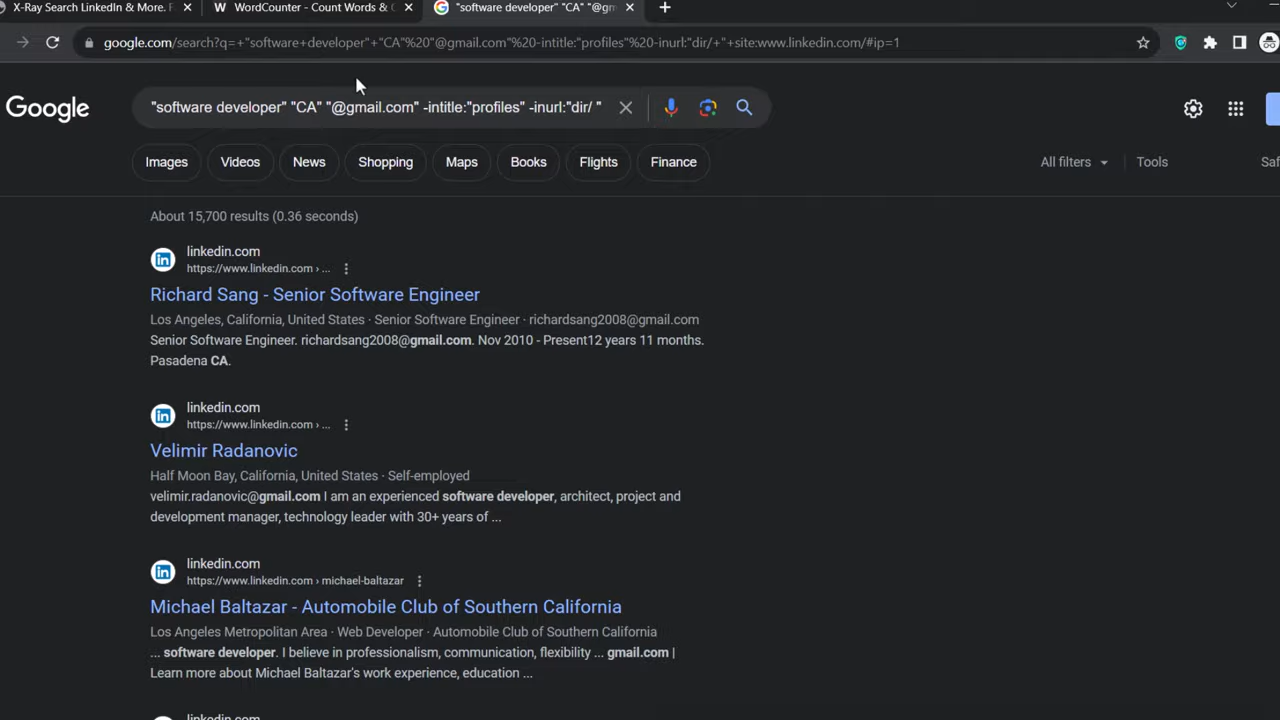 X-Ray Search LinkedIn & More. F
WordCounter - Count Words & C
"software developer" "CA" "@gm
google.com/search?q=+"software+developer"+"CA"%20"@gmail.com"%20-intitle:"profiles"%20-inurl:"dir/+"+site:www.linkedin.com/#ip=1
Google
"software developer" "CA" "@gmail.com" -intitle:"profiles" -inurl:"dir/ "
Images
Videos
News
Shopping
Maps
Books
Flights
Finance
All filters
Tools
Saf
About 15,700 results (0.36 seconds)
linkedin.com
https://www.linkedin.com › ...
Richard Sang - Senior Software Engineer
Los Angeles, California, United States · Senior Software Engineer · richardsang2008@gmail.com
Senior Software Engineer. richardsang2008@gmail.com. Nov 2010 - Present12 years 11 months.
Pasadena CA.
linkedin.com
https://www.linkedin.com › ...
Velimir Radanovic
Half Moon Bay, California, United States · Self-employed
velimir.radanovic@gmail.com I am an experienced software developer, architect, project and
development manager, technology leader with 30+ years of ...
linkedin.com
https://www.linkedin.com › michael-baltazar
Michael Baltazar - Automobile Club of Southern California
Los Angeles Metropolitan Area · Web Developer · Automobile Club of Southern California
... software developer. I believe in professionalism, communication, flexibility ... gmail.com |
Learn more about Michael Baltazar's work experience, education ...
linkedin.com